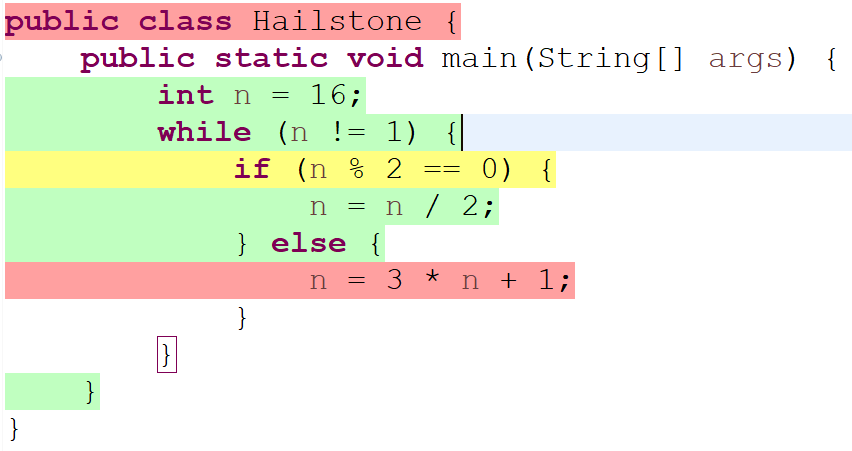 public class Hailstone {
    public static void main(String[] args) {
        int n = 16;
        while (n != 1) {
            if (n % 2 == 0) {
                n = n / 2;
            } else {
                n = 3 * n + 1;
            }
        }
    }
}